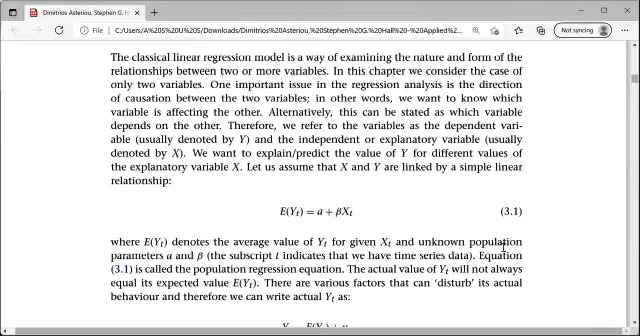 Dimitrios Asteriou, Stephen G. H
File
C:/Users/A%20S%20U%20S/Downloads/Dimitrios%20Asteriou,%20Stephen%20G.%20Hall%20-%20Applied%2...
Not syncing
The classical linear regression model is a way of examining the nature and form of the
relationships between two or more variables. In this chapter we consider the case of
only two variables. One important issue in the regression analysis is the direction
of causation between the two variables; in other words, we want to know which
variable is affecting the other. Alternatively, this can be stated as which variable
depends on the other. Therefore, we refer to the variables as the dependent vari-
able (usually denoted by Y) and the independent or explanatory variable (usually
denoted by X). We want to explain/predict the value of Y for different values of
the explanatory variable X. Let us assume that X and Y are linked by a simple linear
relationship:
E(Yₜ) = a + βXₜ (3.1)
where E(Yₜ) denotes the average value of Yₜ for given Xₜ and unknown population
parameters a and β (the subscript t indicates that we have time series data). Equation
(3.1) is called the population regression equation. The actual value of Yₜ will not always
equal its expected value E(Yₜ). There are various factors that can ‘disturb’ its actual
behaviour and therefore we can write actual Yₜ as: